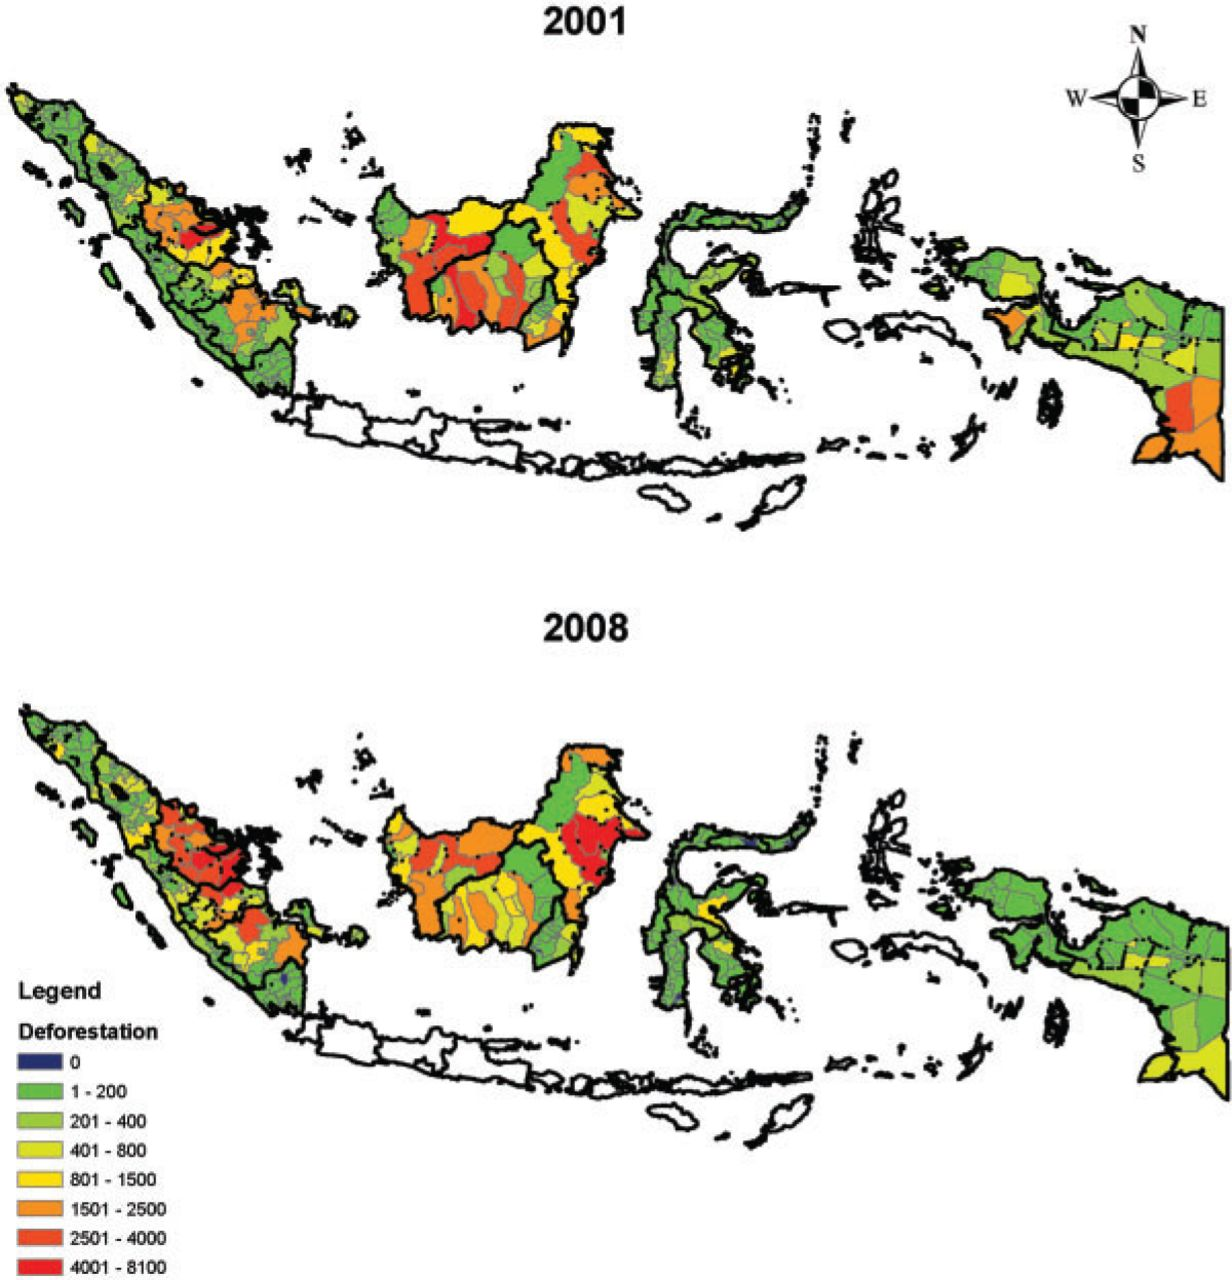 2001
N
W E
S
2008
Legend
Deforestation
0
1 - 200
201 - 400
401 - 800
801 - 1500
1501 - 2500
2501 - 4000
4001 - 8100